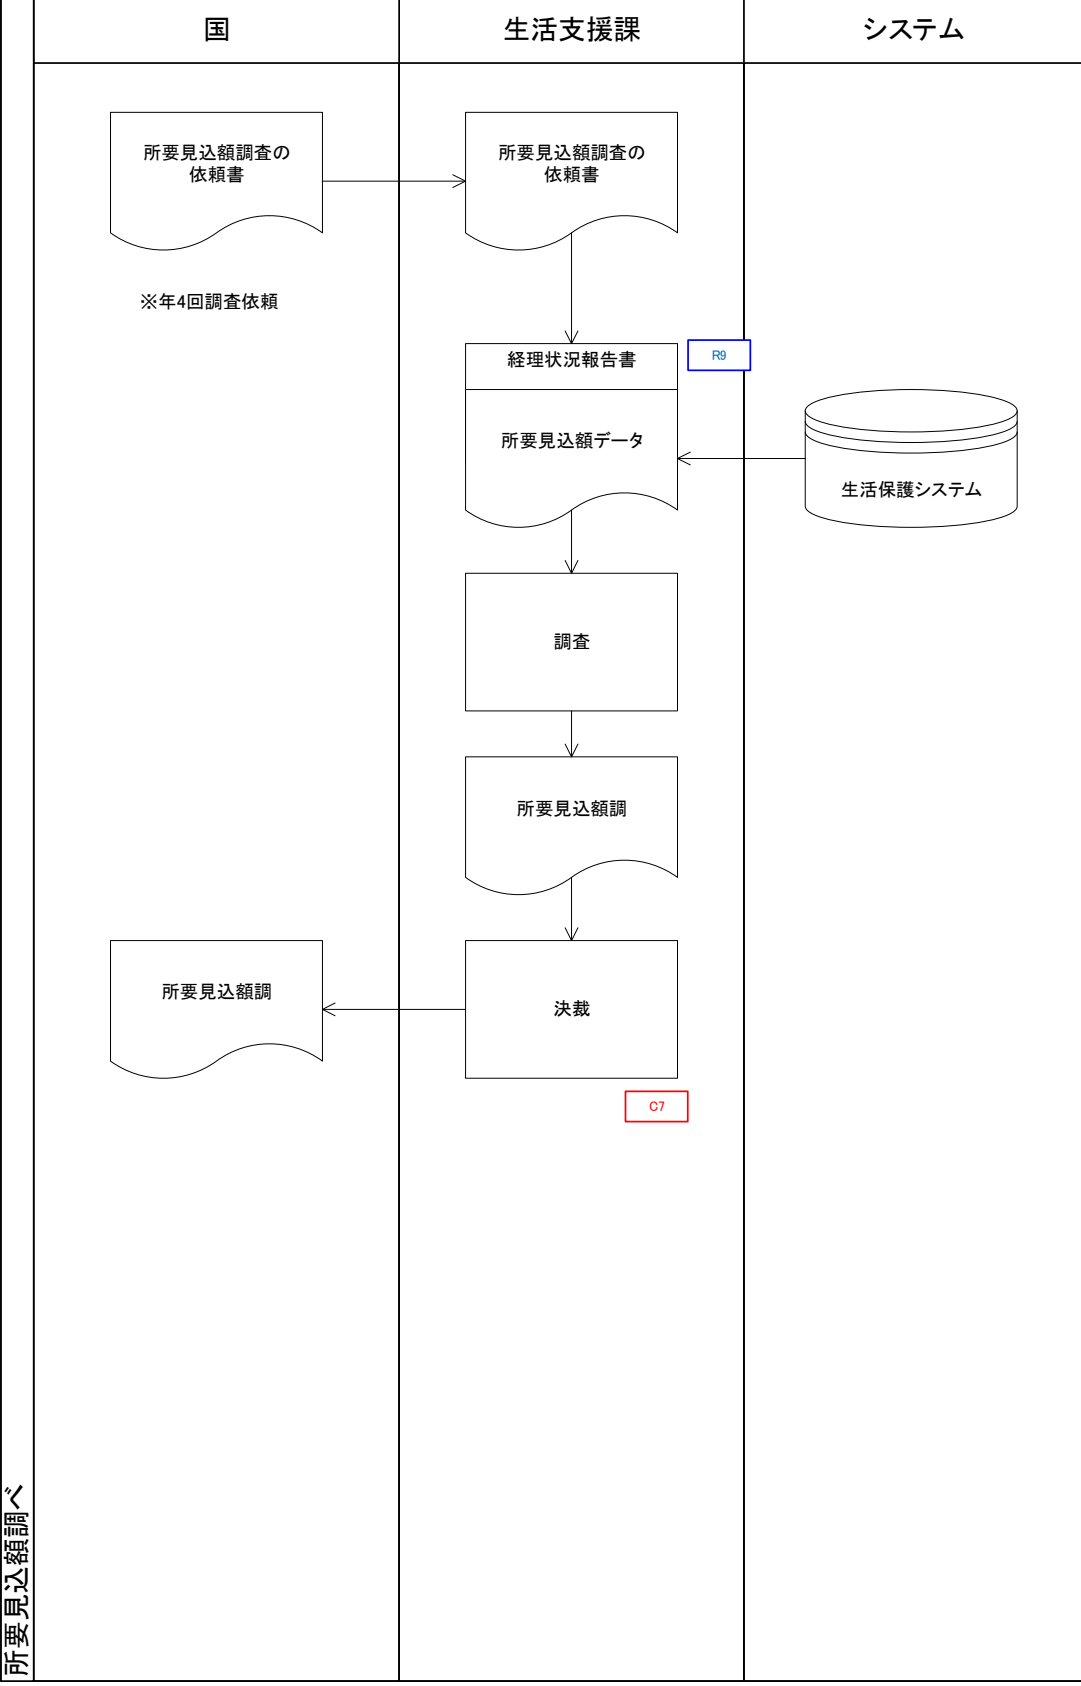 国
生活支援課
システム
所要見込額調査の
依頼書
所要見込額調査の
依頼書
※年4回調査依頼
経理状況報告書
R9
所要見込額データ
生活保護システム
調査
所要見込額調
所要見込額調
決裁
C7
所要見込額調べ